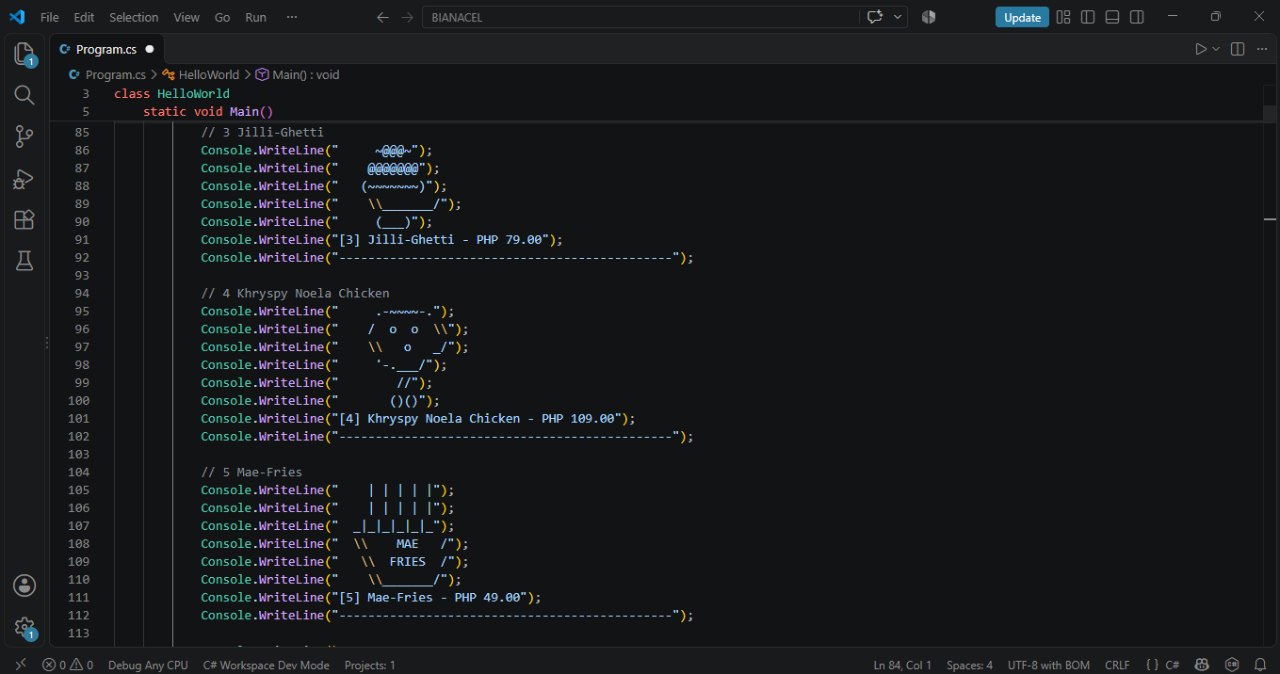 File Edit Selection View Go Run ··· BIANACEL Update
Program.cs
Program.cs > HelloWorld > Main() : void
3 class HelloWorld
5     static void Main()
85             // 3 Jilli-Ghetti
86             Console.WriteLine("     ~@@@~");
87             Console.WriteLine("    @@@@@@@");
88             Console.WriteLine("   (~~~~~~~)");
89             Console.WriteLine("    \\_______/");
90             Console.WriteLine("     (___)");
91             Console.WriteLine("[3] Jilli-Ghetti - PHP 79.00");
92             Console.WriteLine("----------------------------------------------");
93
94             // 4 Khryspy Noela Chicken
95             Console.WriteLine("     .-~~~~-.");
96             Console.WriteLine("    /  o  o  \\");
97             Console.WriteLine("    \\   o   _/");
98             Console.WriteLine("     '-.___/");
99             Console.WriteLine("        //");
100             Console.WriteLine("       ()()");
101             Console.WriteLine("[4] Khryspy Noela Chicken - PHP 109.00");
102             Console.WriteLine("----------------------------------------------");
103
104             // 5 Mae-Fries
105             Console.WriteLine("    | | | | |");
106             Console.WriteLine("    | | | | |");
107             Console.WriteLine("  _|_|_|_|_|_");
108             Console.WriteLine("  \\    MAE   /");
109             Console.WriteLine("   \\  FRIES  /");
110             Console.WriteLine("    \\_______/");
111             Console.WriteLine("[5] Mae-Fries - PHP 49.00");
112             Console.WriteLine("----------------------------------------------");
113
0 0 Debug Any CPU C# Workspace Dev Mode Projects: 1 Ln 84, Col 1 Spaces: 4 UTF-8 with BOM CRLF { } C#